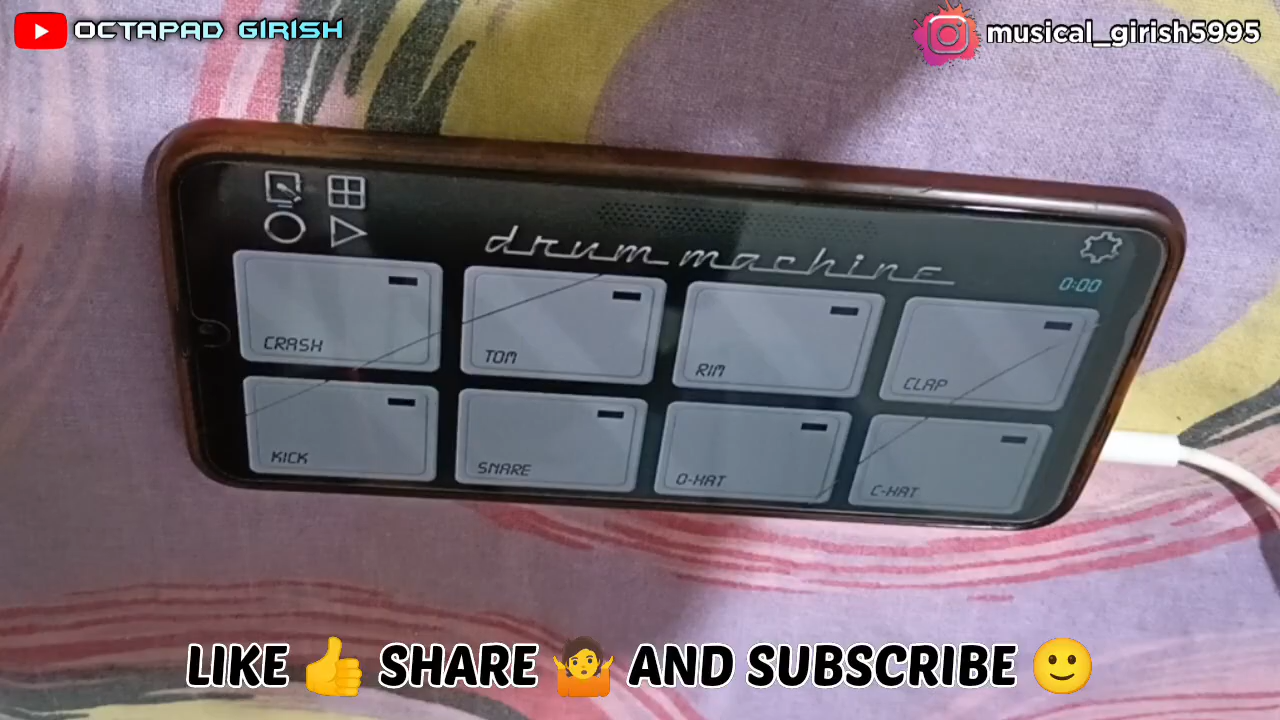 OCTAPAD GIRISH
musical_girish5995
drum machine
0:00
CRASH
TOM
RIM
CLAP
KICK
SNARE
O-HAT
C-HAT
LIKE 👍 SHARE 🤷 AND SUBSCRIBE 🙂